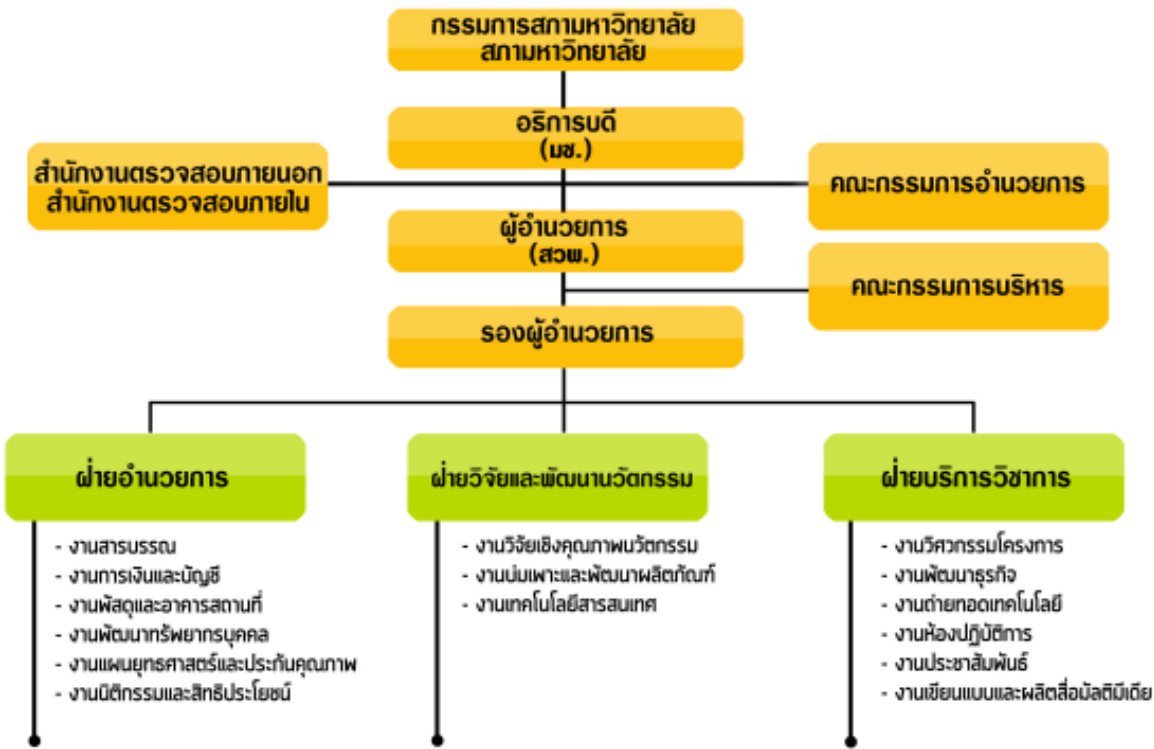 กรรมการสภามหาวิทยาลัย
สภามหาวิทยาลัย
อธิการบดี
(มช.)
สำนักงานตรวจสอบภายนอก
สำนักงานตรวจสอบภายใน
คณะกรรมการอำนวยการ
ผู้อำนวยการ
(สวพ.)
คณะกรรมการบริหาร
รองผู้อำนวยการ
ฝ่ายอำนวยการ
- งานสารบรรณ
- งานการเงินและบัญชี
- งานพัสดุและอาคารสถานที่
- งานพัฒนาทรัพยากรบุคคล
- งานแผนยุทธศาสตร์และประกันคุณภาพ
- งานนิติกรรมและสิทธิประโยชน์
ฝ่ายวิจัยและพัฒนานวัตกรรม
- งานวิจัยเชิงคุณภาพนวัตกรรม
- งานบ่มเพาะและพัฒนาผลิตภัณฑ์
- งานเทคโนโลยีสารสนเทศ
ฝ่ายบริการวิชาการ
- งานวิศวกรรมโครงการ
- งานพัฒนาธุรกิจ
- งานถ่ายทอดเทคโนโลยี
- งานห้องปฏิบัติการ
- งานประชาสัมพันธ์
- งานเขียนแบบและผลิตสื่อมัลติมีเดีย